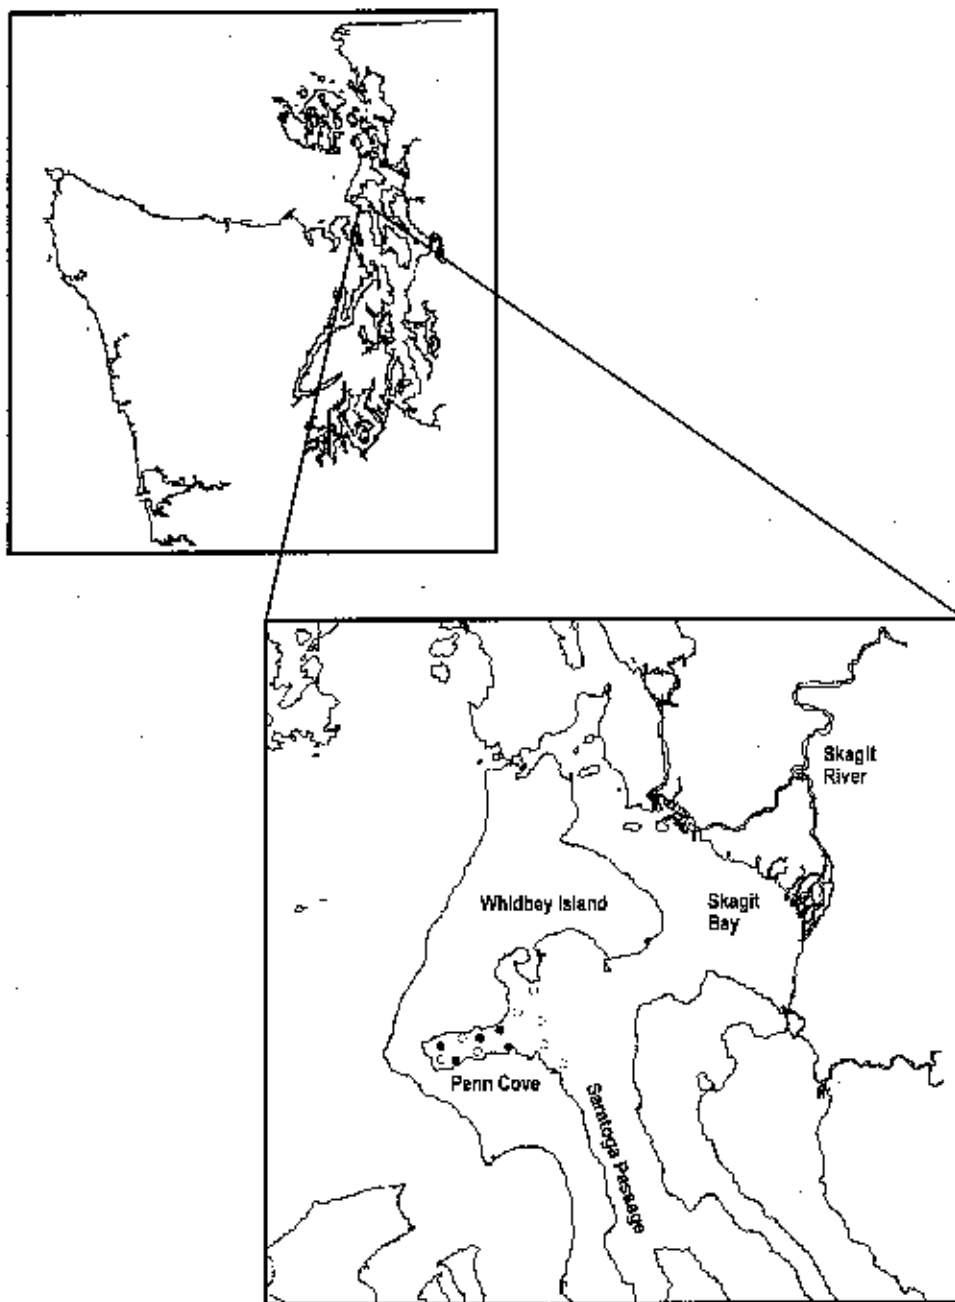 Skagit
River
Whidbey Island
Skagit
Bay
Penn Cove
Saratoga Passage